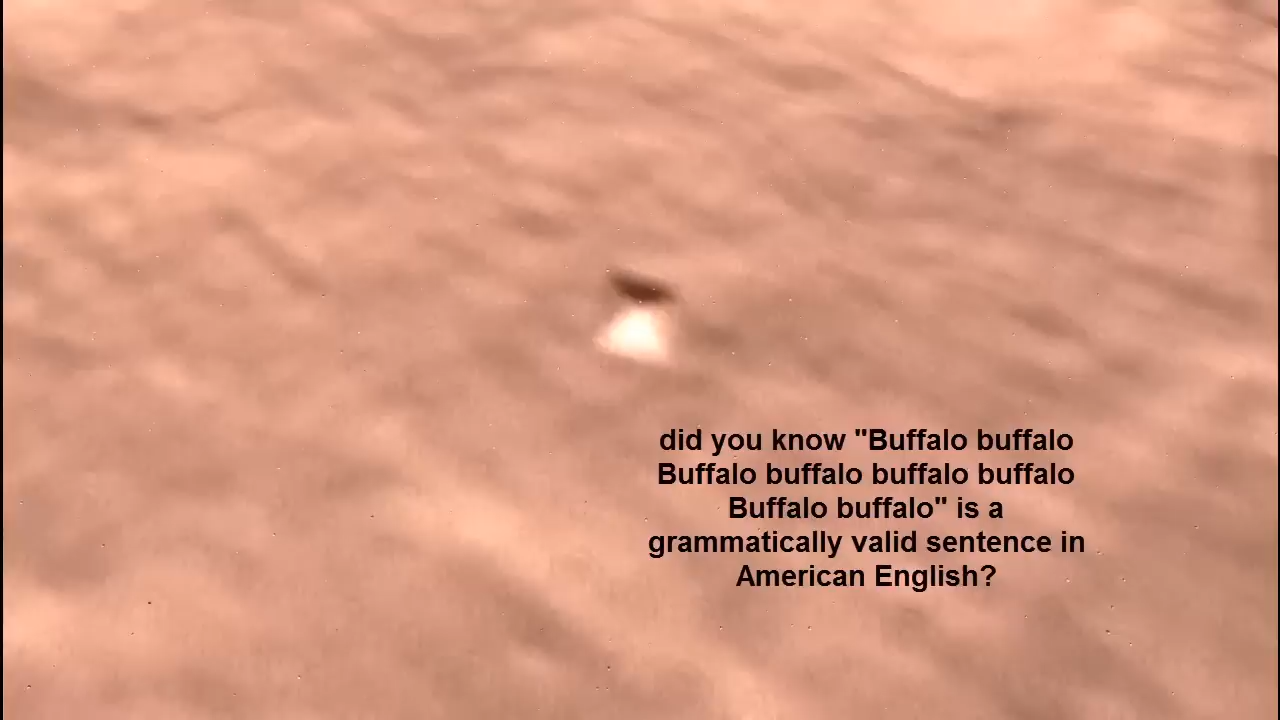 did you know "Buffalo buffalo
Buffalo buffalo buffalo buffalo
Buffalo buffalo" is a
grammatically valid sentence in
American English?